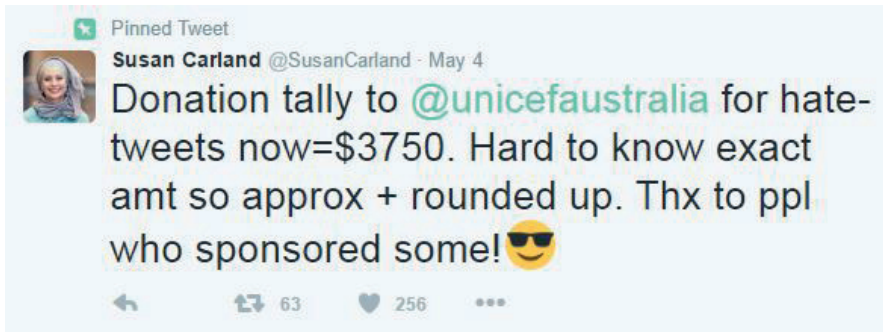 Pinned Tweet
Susan Carland @SusanCarland · May 4
Donation tally to @unicefaustralia for hate-
tweets now=$3750. Hard to know exact
amt so approx + rounded up. Thx to ppl
who sponsored some!😎
63 256